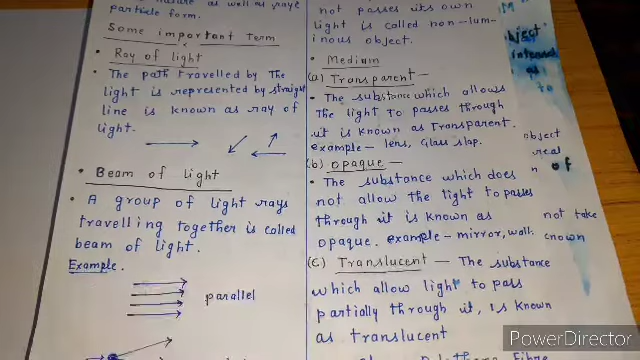 particle form.
Some important Term
• Ray of light
• The path travelled by The
light is represented by straight
line is known as ray of
light.
• Beam of light
• A group of light rays
travelling together is called
beam of light.
Example.
parallel
not passes its own
light is called non-lum-
inous object.
• Medium
(a) Transparent —
• The substance which allows
The light to passes through
it is known as Transparent.
example - lens, Glass slap.
(b) opaque —
• The substance which does
not allow the light to passes
through it is known as
opaque. example - mirror, wall.
(c) Translucent — The substance
which allow light to pass
partially through it, is known
as translucent
object
of
not take
PowerDirector